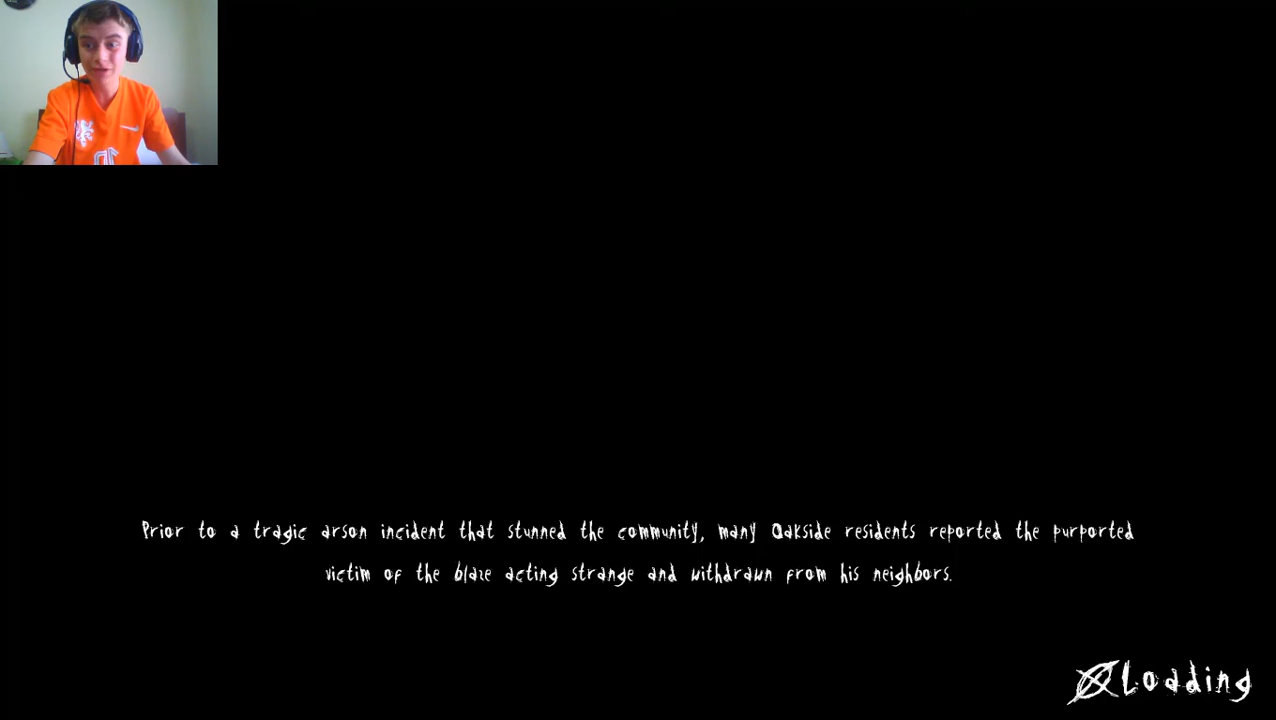 Prior to a tragic arson incident that stunned the community, many Oakside residents reported the purported
victim of the blaze acting strange and withdrawn from his neighbors.
Loading